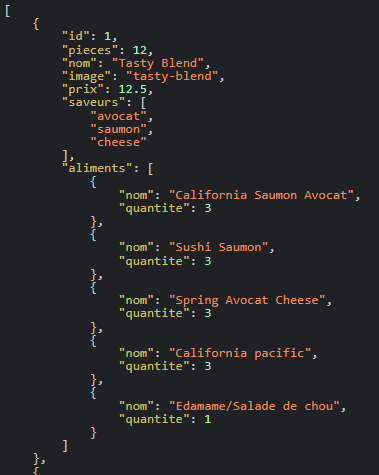 [
    {
        "id": 1,
        "pieces": 12,
        "nom": "Tasty Blend",
        "image": "tasty-blend",
        "prix": 12.5,
        "saveurs": [
            "avocat",
            "saumon",
            "cheese"
        ],
        "aliments": [
            {
                "nom": "California Saumon Avocat",
                "quantite": 3
            },
            {
                "nom": "Sushi Saumon",
                "quantite": 3
            },
            {
                "nom": "Spring Avocat Cheese",
                "quantite": 3
            },
            {
                "nom": "California pacific",
                "quantite": 3
            },
            {
                "nom": "Edamame/Salade de chou",
                "quantite": 1
            }
        ]
    },
    {